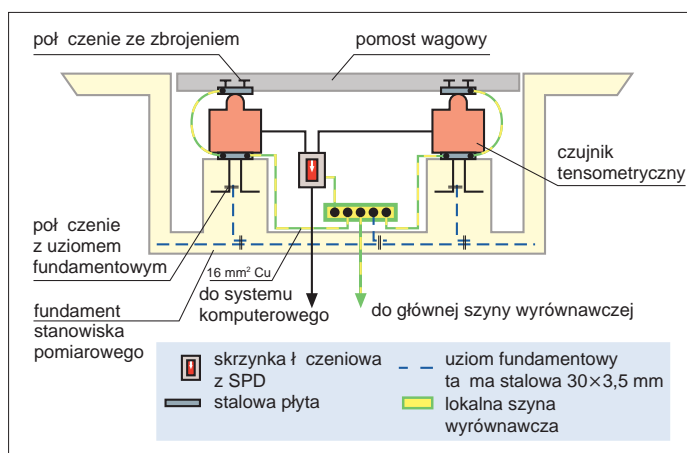 poł czenie ze zbrojeniem
pomost wagowy
czujnik
tensometryczny
poł czenie
z uziomem
fundamentowym
16 mm² Cu
do systemu
komputerowego
do głównej szyny wyrównawczej
fundament
stanowiska
pomiarowego
skrzynka ł czeniowa
z SPD
stalowa płyta
uziom fundamentowy
ta ma stalowa 30×3,5 mm
lokalna szyna
wyrównawcza